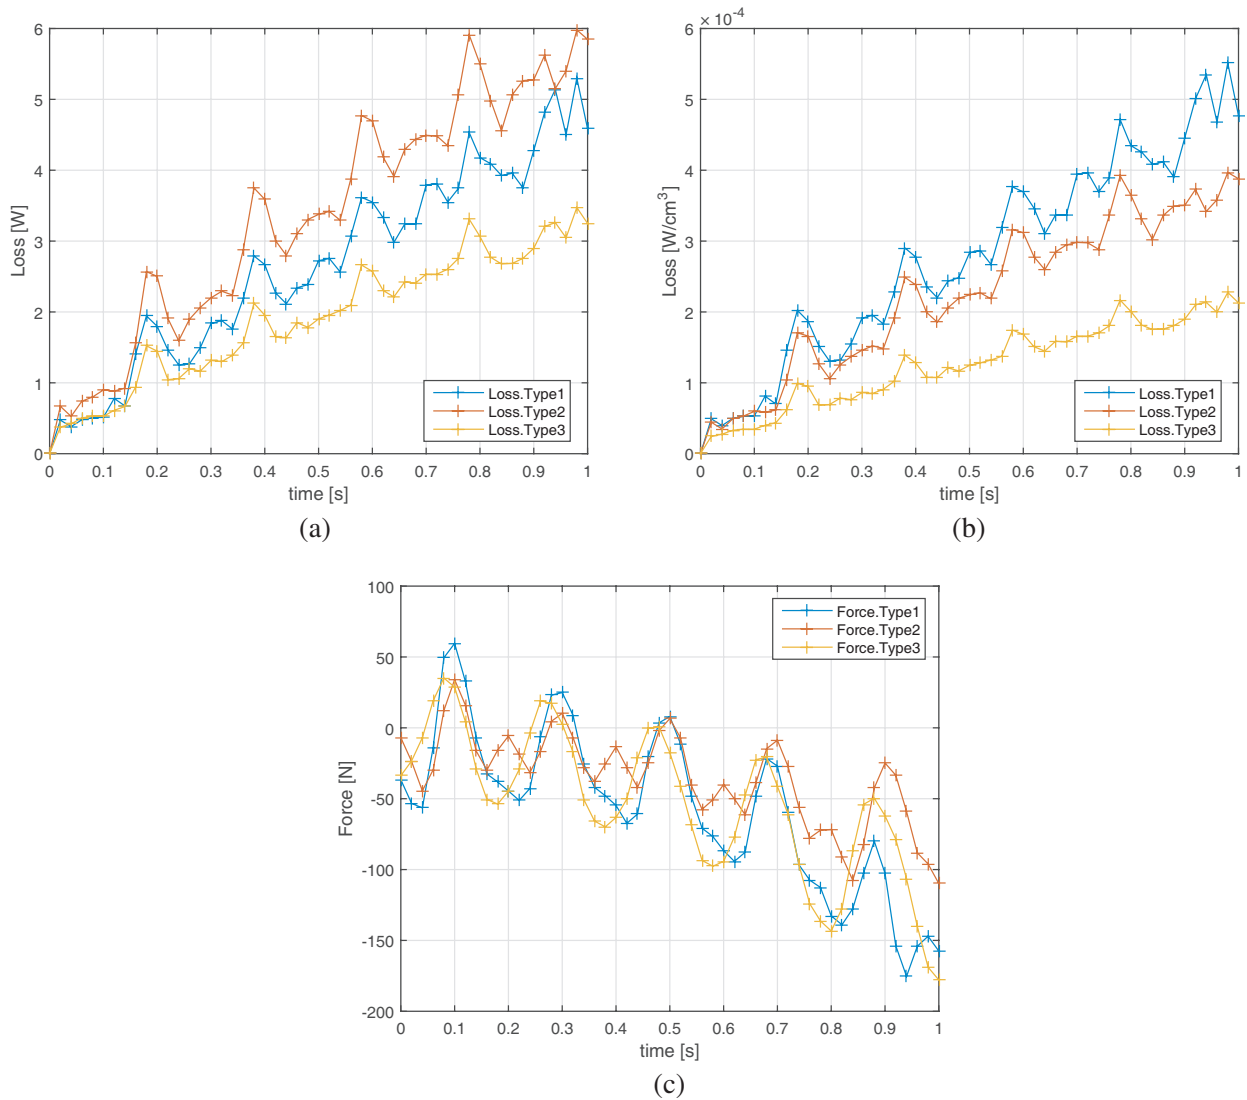 Loss [W]
6
5
4
3
2
1
0
0 0.1 0.2 0.3 0.4 0.5 0.6 0.7 0.8 0.9 1
time [s]
Loss.Type1
Loss.Type2
Loss.Type3
(a)
× 10-4
Loss [W/cm3]
6
5
4
3
2
1
0
0 0.1 0.2 0.3 0.4 0.5 0.6 0.7 0.8 0.9 1
time [s]
Loss.Type1
Loss.Type2
Loss.Type3
(b)
Force [N]
100
50
0
-50
-100
-150
-200
0 0.1 0.2 0.3 0.4 0.5 0.6 0.7 0.8 0.9 1
time [s]
Force.Type1
Force.Type2
Force.Type3
(c)